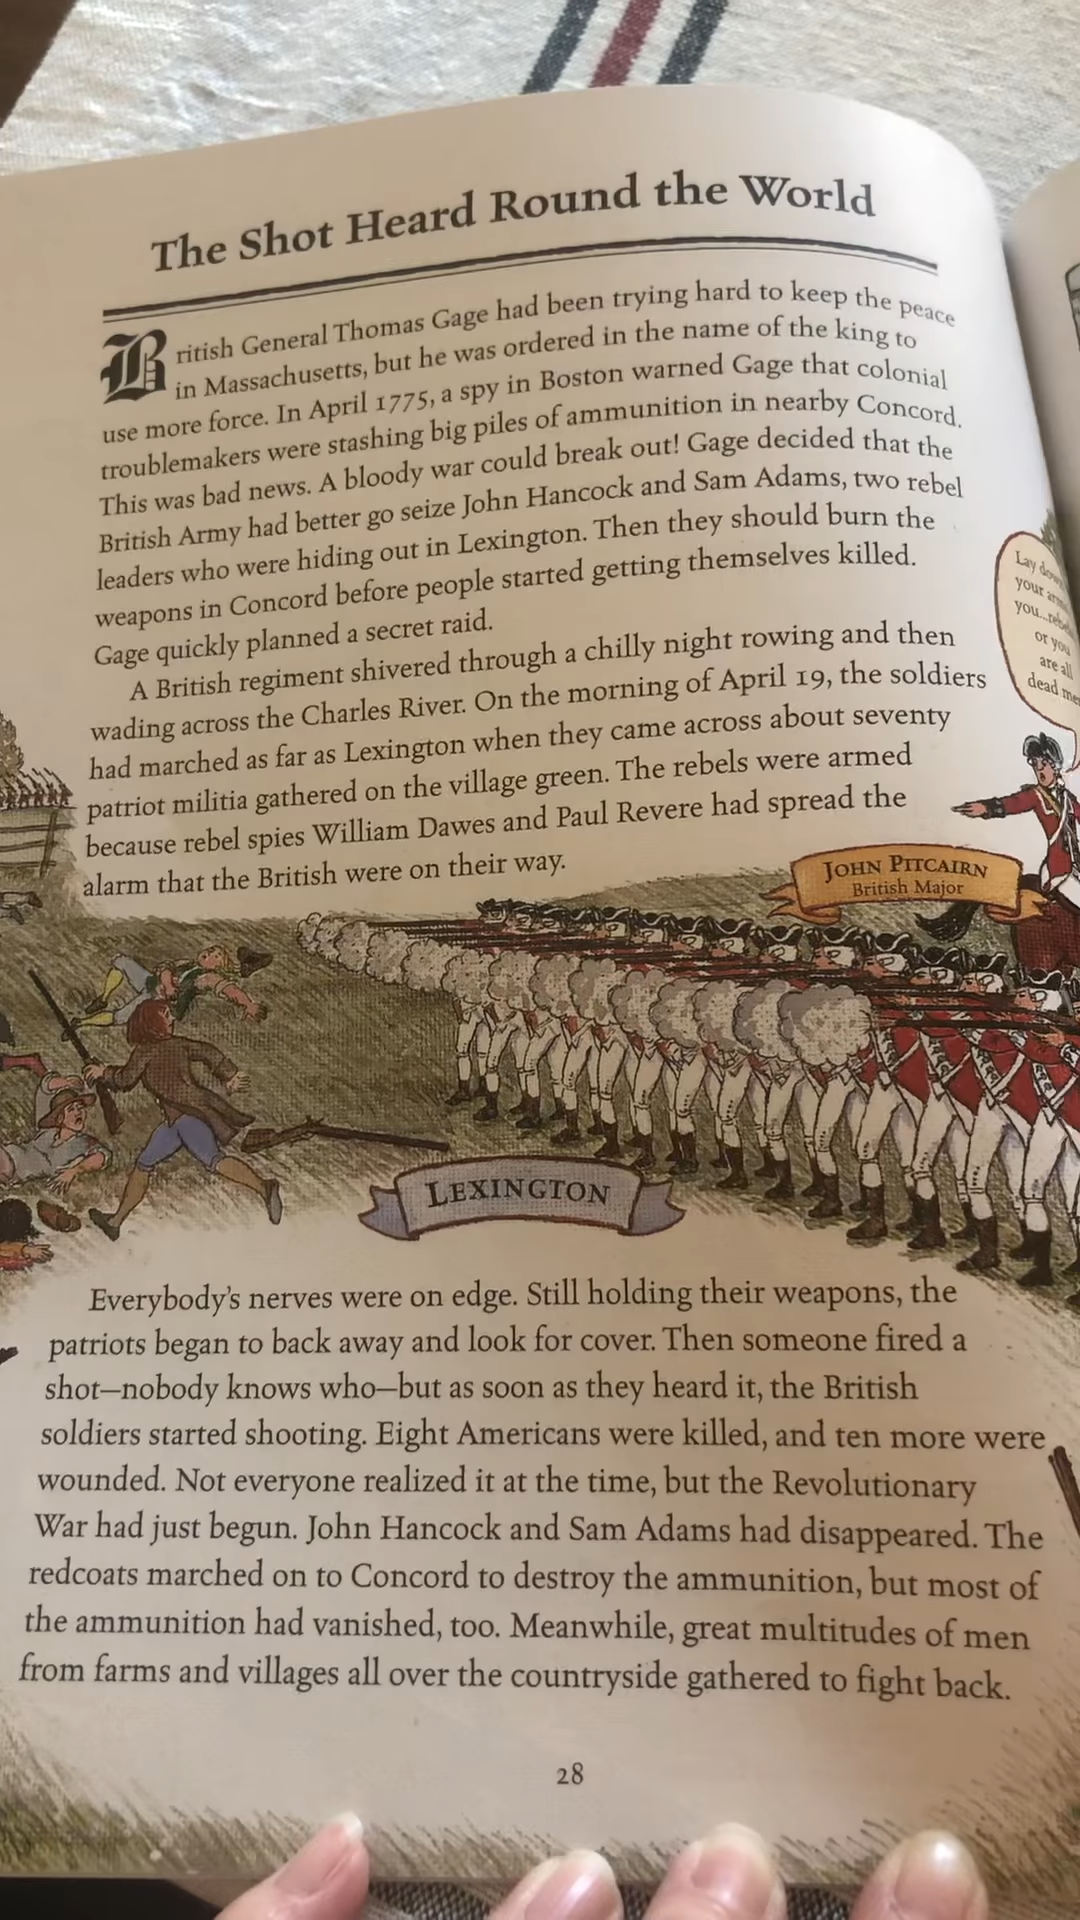 The Shot Heard Round the World
British General Thomas Gage had been trying hard to keep the peace
in Massachusetts, but he was ordered in the name of the king to
use more force. In April 1775, a spy in Boston warned Gage that colonial
troublemakers were stashing big piles of ammunition in nearby Concord.
This was bad news. A bloody war could break out! Gage decided that the
British Army had better go seize John Hancock and Sam Adams, two rebel
leaders who were hiding out in Lexington. Then they should burn the
weapons in Concord before people started getting themselves killed.
Gage quickly planned a secret raid.
A British regiment shivered through a chilly night rowing and then
wading across the Charles River. On the morning of April 19, the soldiers
had marched as far as Lexington when they came across about seventy
patriot militia gathered on the village green. The rebels were armed
because rebel spies William Dawes and Paul Revere had spread the
alarm that the British were on their way.
Lay down
your arms
you...rebels
or you
are all
dead men
JOHN PITCAIRN
British Major
LEXINGTON
Everybody's nerves were on edge. Still holding their weapons, the
patriots began to back away and look for cover. Then someone fired a
shot—nobody knows who—but as soon as they heard it, the British
soldiers started shooting. Eight Americans were killed, and ten more were
wounded. Not everyone realized it at the time, but the Revolutionary
War had just begun. John Hancock and Sam Adams had disappeared. The
redcoats marched on to Concord to destroy the ammunition, but most of
the ammunition had vanished, too. Meanwhile, great multitudes of men
from farms and villages all over the countryside gathered to fight back.
28